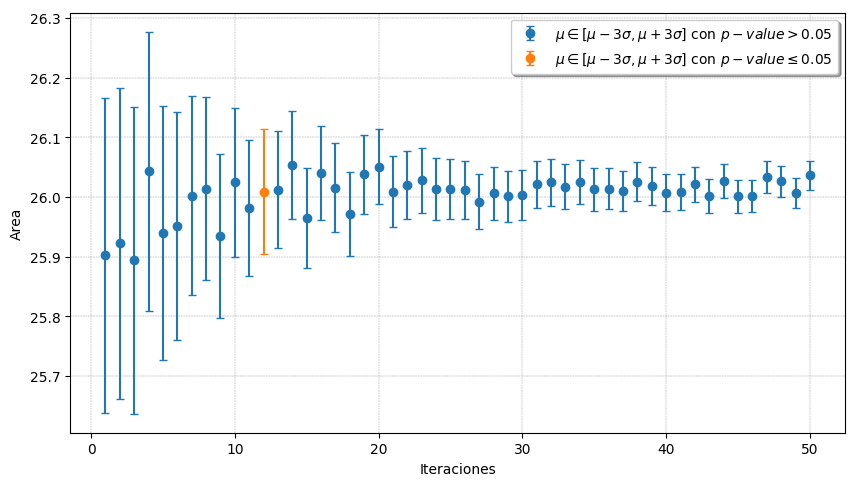 26.3
26.2
26.1
26.0
25.9
25.8
25.7
Area
μ ∈ [μ − 3σ, μ + 3σ] con p − value > 0.05
μ ∈ [μ − 3σ, μ + 3σ] con p − value ≤ 0.05
0 10 20 30 40 50
Iteraciones